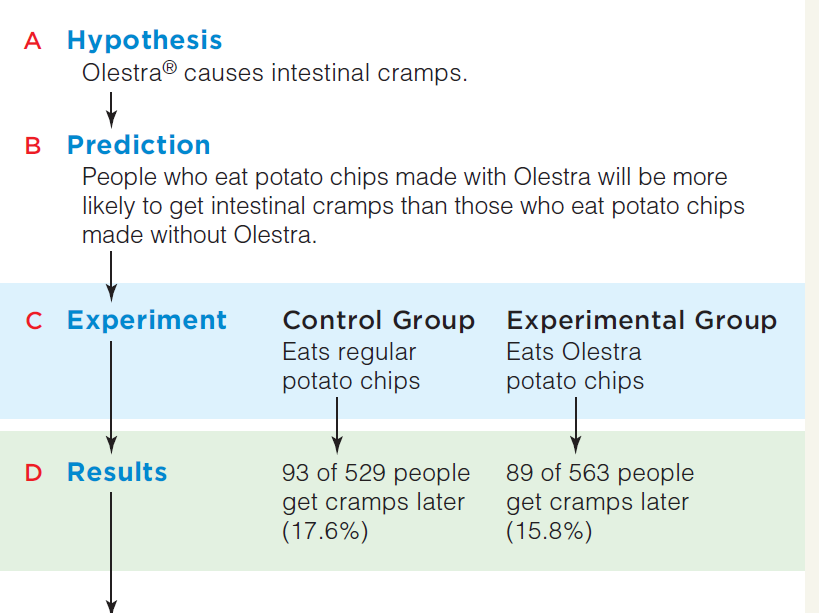 A Hypothesis
Olestra® causes intestinal cramps.
B Prediction
People who eat potato chips made with Olestra will be more
likely to get intestinal cramps than those who eat potato chips
made without Olestra.
C Experiment
Control Group
Eats regular
potato chips
Experimental Group
Eats Olestra
potato chips
D Results
93 of 529 people
get cramps later
(17.6%)
89 of 563 people
get cramps later
(15.8%)